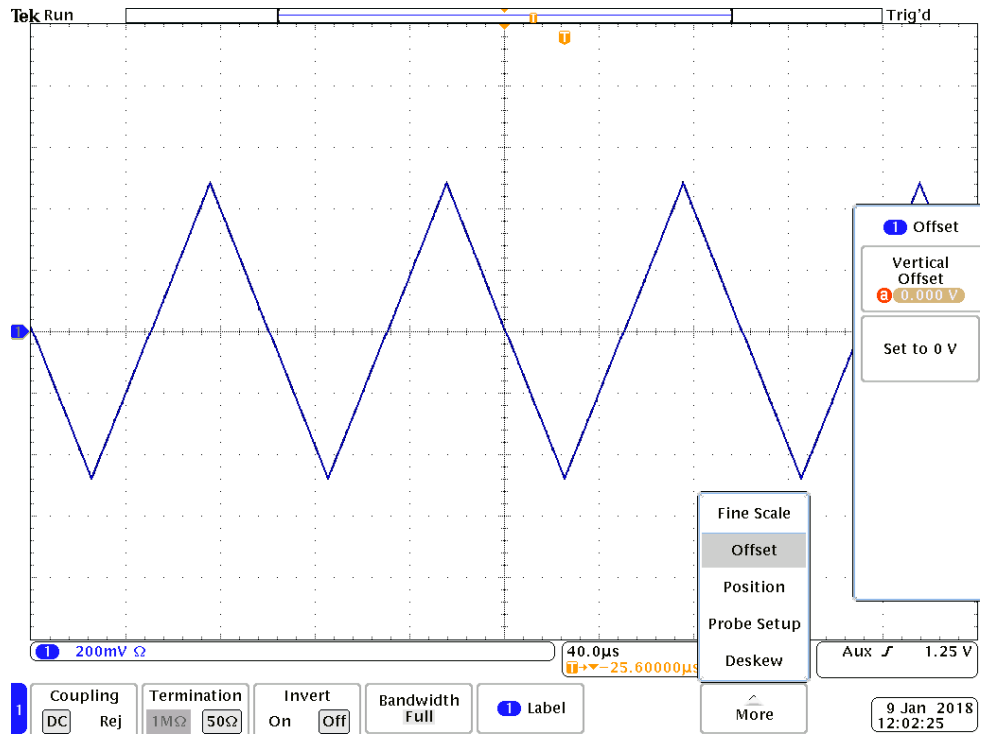 Tek Run Trig'd
T
T
1 Offset
Vertical
Offset
a 0.000 V
1
Set to 0 V
Fine Scale
Offset
Position
Probe Setup
Deskew
1 200mV Ω
40.0µs
T→▼−25.60000µs
Aux ʃ 1.25 V
1
Coupling
DC Rej
Termination
1MΩ 50Ω
Invert
On Off
Bandwidth
Full
1 Label
More
9 Jan 2018
12:02:25